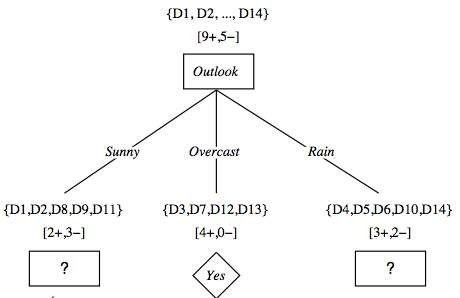 {D1, D2, ..., D14}
[9+,5−]
Outlook
Sunny
Overcast
Rain
{D1,D2,D8,D9,D11}
{D3,D7,D12,D13}
{D4,D5,D6,D10,D14}
[2+,3−]
[4+,0−]
[3+,2−]
?
Yes
?